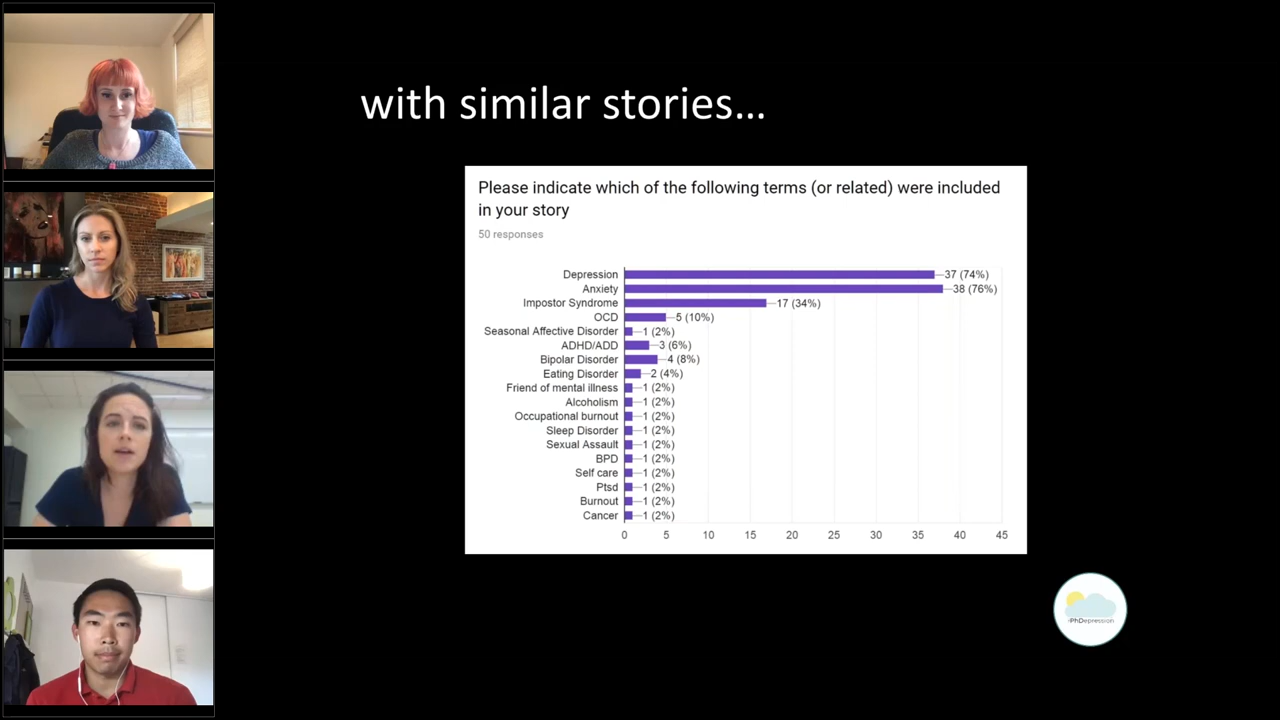 with similar stories...
Please indicate which of the following terms (or related) were included
in your story
50 responses
Depression 37 (74%)
Anxiety 38 (76%)
Impostor Syndrome 17 (34%)
OCD 5 (10%)
Seasonal Affective Disorder 1 (2%)
ADHD/ADD 3 (6%)
Bipolar Disorder 4 (8%)
Eating Disorder 2 (4%)
Friend of mental illness 1 (2%)
Alcoholism 1 (2%)
Occupational burnout 1 (2%)
Sleep Disorder 1 (2%)
Sexual Assault 1 (2%)
BPD 1 (2%)
Self care 1 (2%)
Ptsd 1 (2%)
Burnout 1 (2%)
Cancer 1 (2%)
0 5 10 15 20 25 30 35 40 45
PhDepression